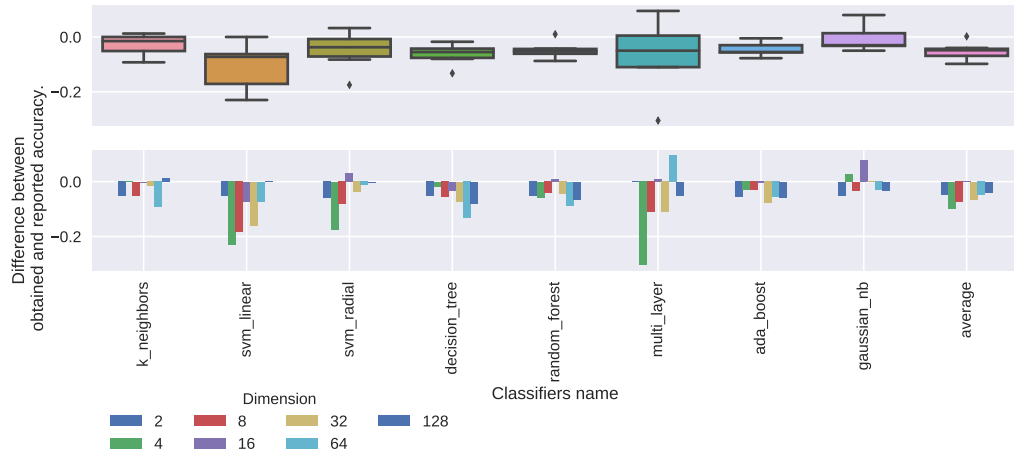 0.0
−0.2
0.0
−0.2
Difference between
obtained and reported accuracy.
k_neighbors
svm_linear
svm_radial
decision_tree
random_forest
multi_layer
ada_boost
gaussian_nb
average
Classifiers name
Dimension
2 8 32 128
4 16 64